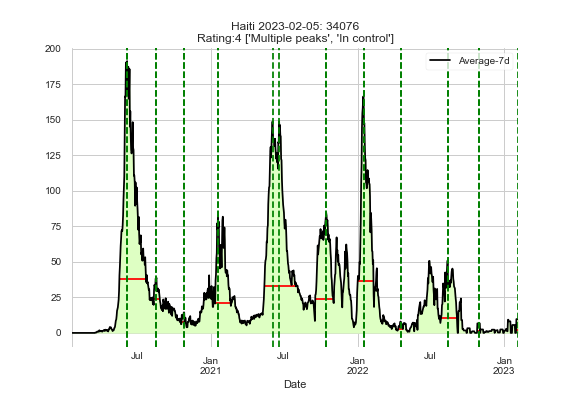 Haiti 2023-02-05: 34076
Rating:4 ['Multiple peaks', 'In control']
Average-7d
200
175
150
125
100
75
50
25
0
Jul
Jan
2021
Jul
Jan
2022
Jul
Jan
2023
Date